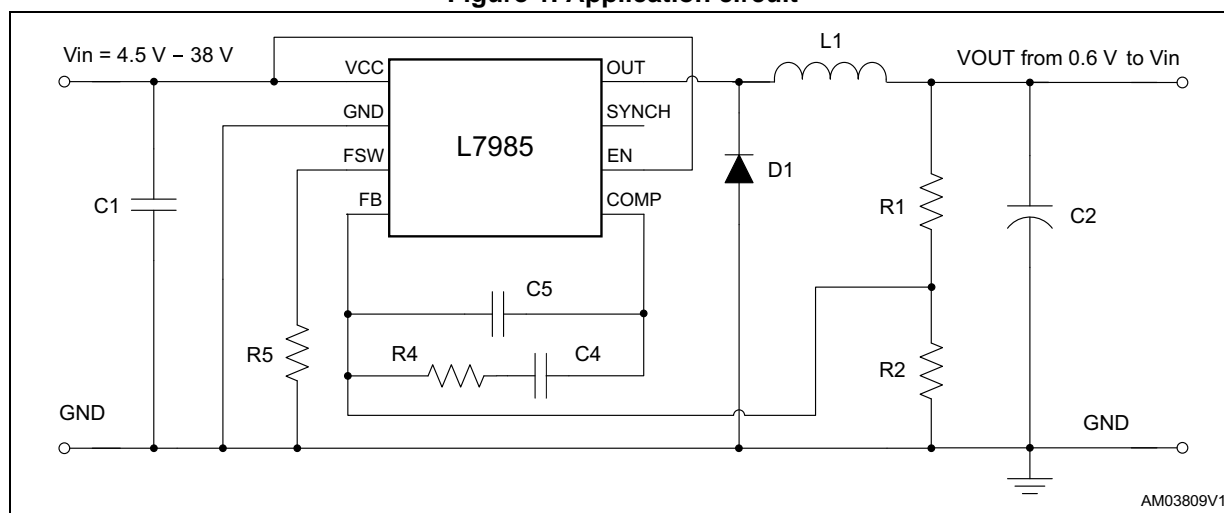 Figure 1. Application circuit
Vin = 4.5 V – 38 V
L1
VOUT from 0.6 V to Vin
VCC
OUT
GND
SYNCH
L7985
FSW
EN
D1
FB
COMP
C1
R1
C2
C5
R5
R4
C4
R2
GND
GND
AM03809V1